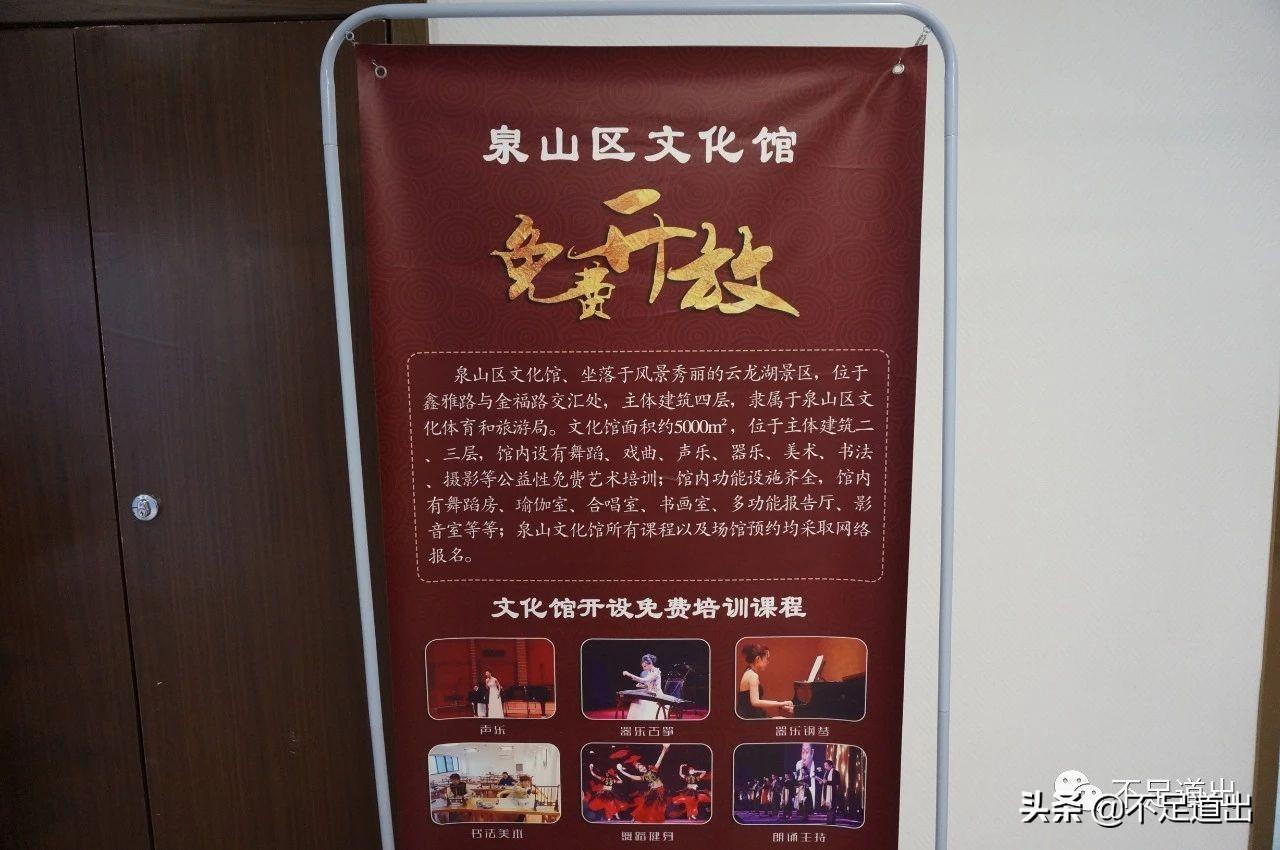 泉山区文化馆
免费开放
泉山区文化馆、坐落于风景秀丽的云龙湖景区，位于
鑫雅路与金福路交汇处，主体建筑四层，隶属于泉山区文
化体育和旅游局。文化馆面积约5000m²，位于主体建筑二
、三层，馆内设有舞蹈、戏曲、声乐、器乐、美术、书法
、摄影等公益性免费艺术培训；馆内功能设施齐全，馆内
有舞蹈房、瑜伽室、合唱室、书画室、多功能报告厅、影
音室等等；泉山文化馆所有课程以及场馆预约均采取网络
报名。
文化馆开设免费培训课程
声乐 器乐古筝 器乐钢琴
书法美术 舞蹈健身 朗诵主持
不足道出
头条 @不足道出